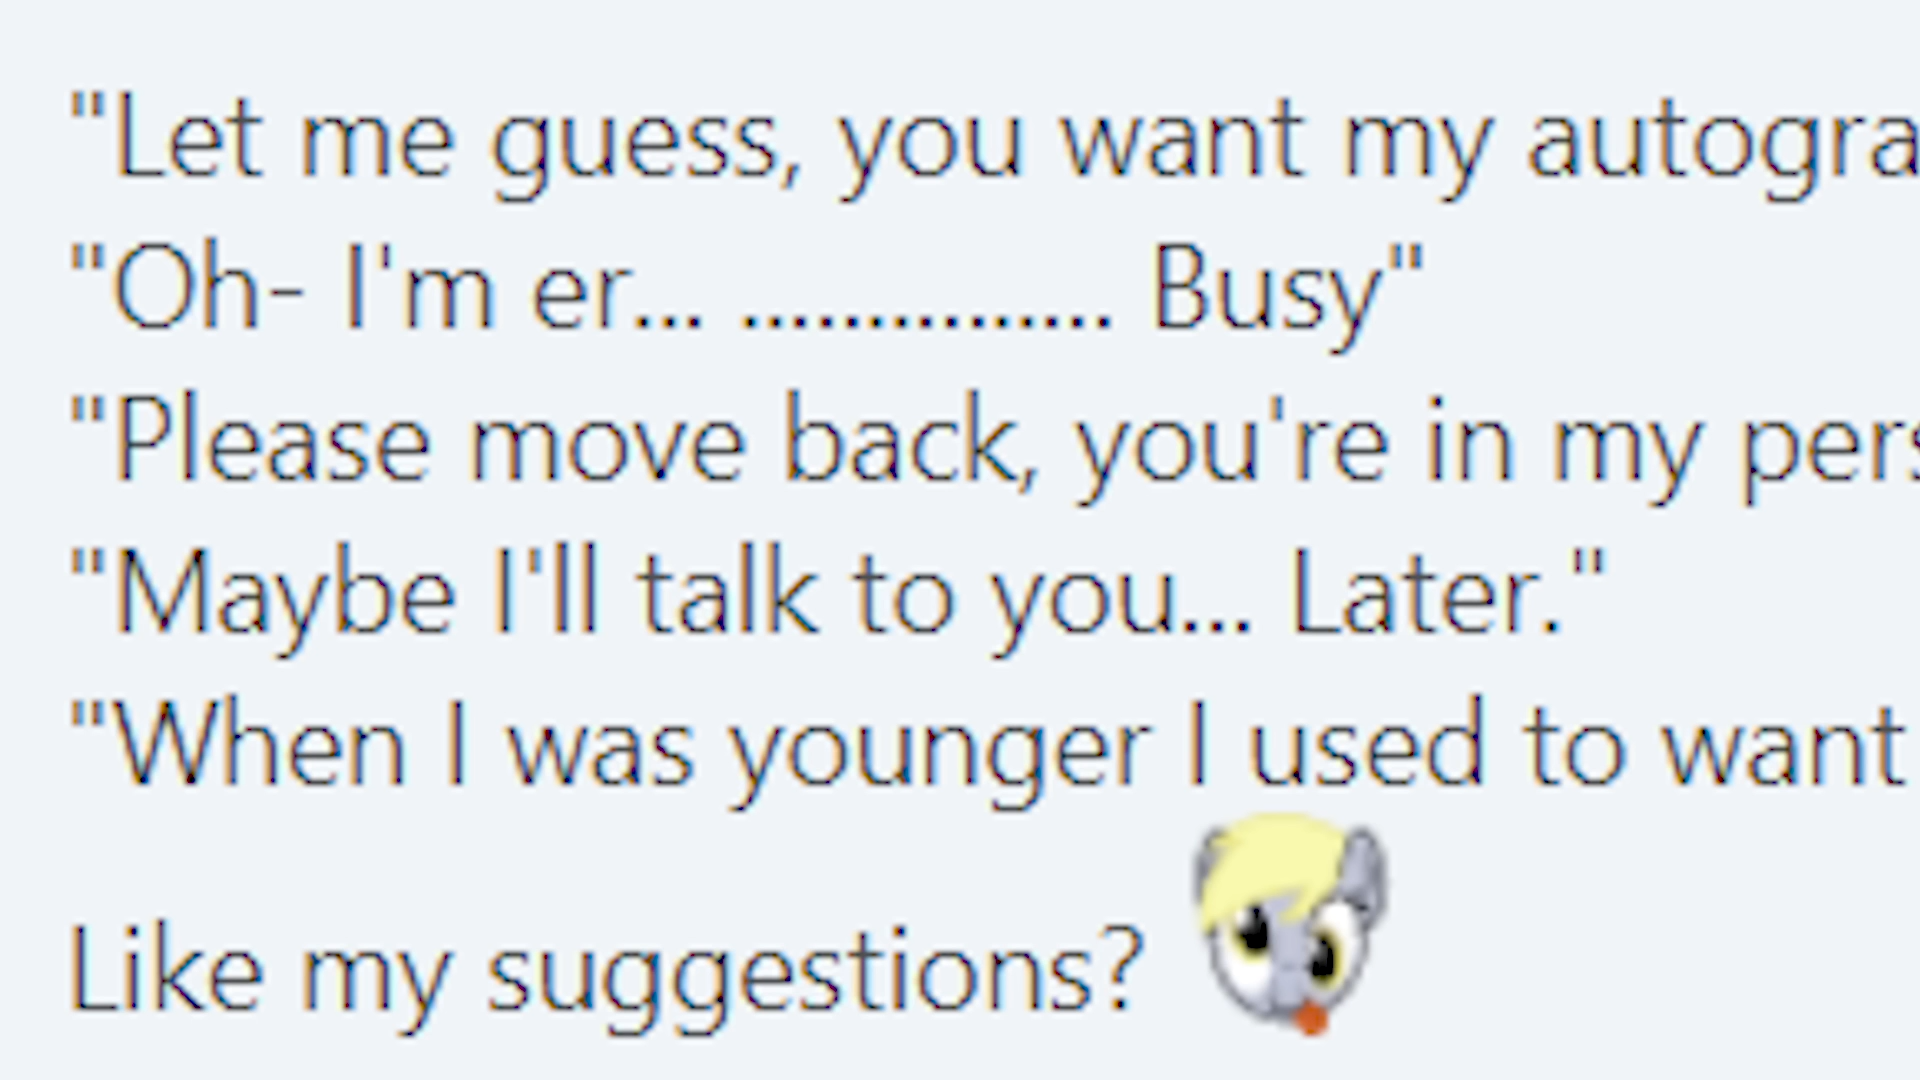 "Let me guess, you want my autogra
"Oh- I'm er... ............... Busy"
"Please move back, you're in my pers
"Maybe I'll talk to you... Later."
"When I was younger I used to want
Like my suggestions?